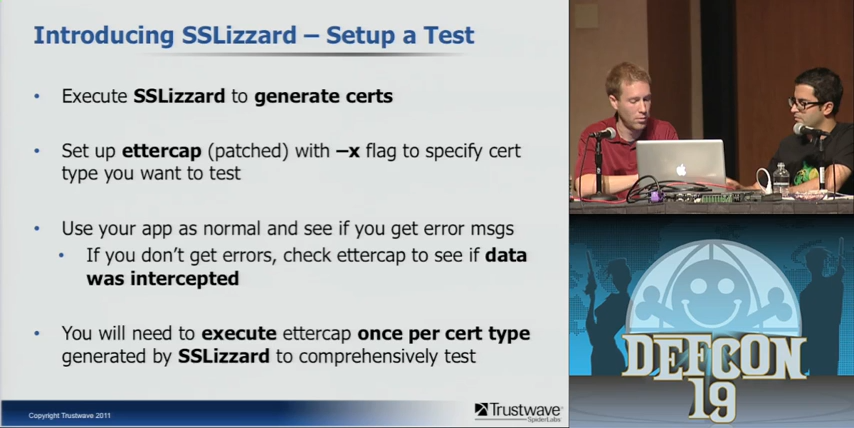 Introducing SSLizzard – Setup a Test
• Execute SSLizzard to generate certs
• Set up ettercap (patched) with –x flag to specify cert
type you want to test
• Use your app as normal and see if you get error msgs
• If you don't get errors, check ettercap to see if data
was intercepted
• You will need to execute ettercap once per cert type
generated by SSLizzard to comprehensively test
Copyright Trustwave 2011
Trustwave®
SpiderLabs
DEFCON
19